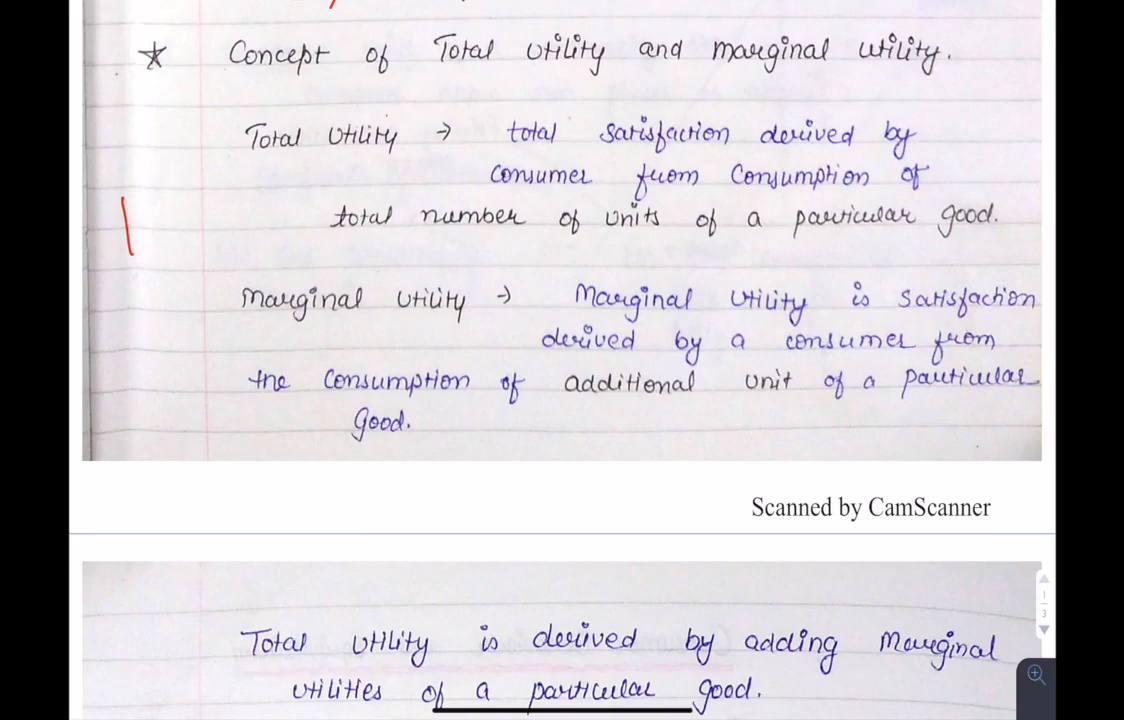 Concept of Total Utility and marginal utility.
Total Utility → total satisfaction derived by
consumer from consumption of
total number of units of a particular good.
Marginal Utility → Marginal Utility is satisfaction
derived by a consumer from
the consumption of additional unit of a particular
Good.
Scanned by CamScanner
Total Utility is derived by adding Marginal
utilities of a particular good.
1
3